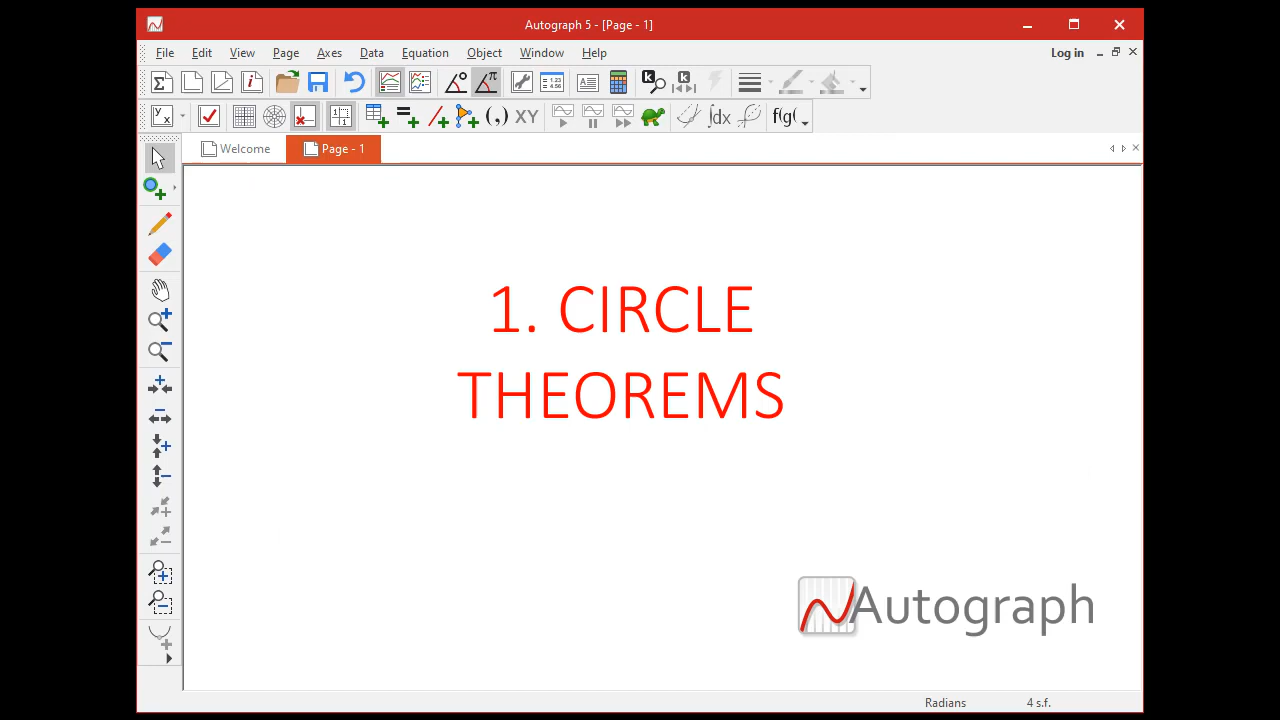 Autograph 5 - [Page - 1]
File Edit View Page Axes Data Equation Object Window Help Log in
Welcome Page - 1
1. CIRCLE
THEOREMS
Autograph
Radians 4 s.f.